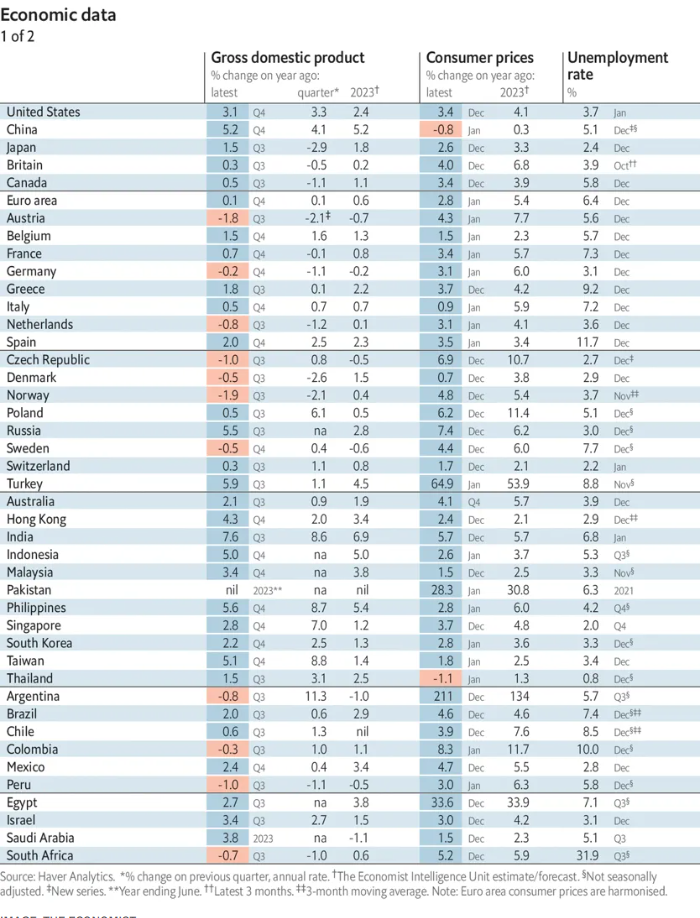 Economic data
1 of 2
Gross domestic product Consumer prices Unemployment
% change on year ago: % change on year ago: rate
latest quarter* 2023† latest 2023† %
United States 3.1 Q4 3.3 2.4 3.4 Dec 4.1 3.7 Jan
China 5.2 Q4 4.1 5.2 -0.8 Jan 0.3 5.1 Dec‡§
Japan 1.5 Q3 -2.9 1.8 2.6 Dec 3.3 2.4 Dec
Britain 0.3 Q3 -0.5 0.2 4.0 Dec 6.8 3.9 Oct††
Canada 0.5 Q3 -1.1 1.1 3.4 Dec 3.9 5.8 Dec
Euro area 0.1 Q4 0.1 0.6 2.8 Jan 5.4 6.4 Dec
Austria -1.8 Q3 -2.1‡ -0.7 4.3 Jan 7.7 5.6 Dec
Belgium 1.5 Q4 1.6 1.3 1.5 Jan 2.3 5.7 Dec
France 0.7 Q4 -0.1 0.8 3.4 Jan 5.7 7.3 Dec
Germany -0.2 Q4 -1.1 -0.2 3.1 Jan 6.0 3.1 Dec
Greece 1.8 Q3 0.1 2.2 3.7 Dec 4.2 9.2 Dec
Italy 0.5 Q4 0.7 0.7 0.9 Jan 5.9 7.2 Dec
Netherlands -0.8 Q3 -1.2 0.1 3.1 Jan 4.1 3.6 Dec
Spain 2.0 Q4 2.5 2.3 3.5 Jan 3.4 11.7 Dec
Czech Republic -1.0 Q3 0.8 -0.5 6.9 Dec 10.7 2.7 Dec‡
Denmark -0.5 Q3 -2.6 1.5 0.7 Dec 3.8 2.9 Dec
Norway -1.9 Q3 -2.1 0.4 4.8 Dec 5.4 3.7 Nov‡‡
Poland 0.5 Q3 6.1 0.5 6.2 Dec 11.4 5.1 Dec§
Russia 5.5 Q3 na 2.8 7.4 Dec 6.2 3.0 Dec§
Sweden -0.5 Q4 0.4 -0.6 4.4 Dec 6.0 7.7 Dec§
Switzerland 0.3 Q3 1.1 0.8 1.7 Dec 2.1 2.2 Jan
Turkey 5.9 Q3 1.1 4.5 64.9 Jan 53.9 8.8 Nov§
Australia 2.1 Q3 0.9 1.9 4.1 Q4 5.7 3.9 Dec
Hong Kong 4.3 Q4 2.0 3.4 2.4 Dec 2.1 2.9 Dec‡‡
India 7.6 Q3 8.6 6.9 5.7 Dec 5.7 6.8 Jan
Indonesia 5.0 Q4 na 5.0 2.6 Jan 3.7 5.3 Q3§
Malaysia 3.4 Q4 na 3.8 1.5 Dec 2.5 3.3 Nov§
Pakistan nil 2023** na nil 28.3 Jan 30.8 6.3 2021
Philippines 5.6 Q4 8.7 5.4 2.8 Jan 6.0 4.2 Q4§
Singapore 2.8 Q4 7.0 1.2 3.7 Dec 4.8 2.0 Q4
South Korea 2.2 Q4 2.5 1.3 2.8 Jan 3.6 3.3 Dec§
Taiwan 5.1 Q4 8.8 1.4 1.8 Jan 2.5 3.4 Dec
Thailand 1.5 Q3 3.1 2.5 -1.1 Jan 1.3 0.8 Dec§
Argentina -0.8 Q3 11.3 -1.0 211 Dec 134 5.7 Q3§
Brazil 2.0 Q3 0.6 2.9 4.6 Dec 4.6 7.4 Dec§‡‡
Chile 0.6 Q3 1.3 nil 3.9 Dec 7.6 8.5 Dec§‡‡
Colombia -0.3 Q3 1.0 1.1 8.3 Jan 11.7 10.0 Dec§
Mexico 2.4 Q4 0.4 3.4 4.7 Dec 5.5 2.8 Dec
Peru -1.0 Q3 -1.1 -0.5 3.0 Jan 6.3 5.8 Dec§
Egypt 2.7 Q3 na 3.8 33.6 Dec 33.9 7.1 Q3§
Israel 3.4 Q3 2.7 1.5 3.0 Dec 4.2 3.1 Dec
Saudi Arabia 3.8 2023 na -1.1 1.5 Dec 2.3 5.1 Q3
South Africa -0.7 Q3 -1.0 0.6 5.2 Dec 5.9 31.9 Q3§
Source: Haver Analytics. *% change on previous quarter, annual rate. †The Economist Intelligence Unit estimate/forecast. §Not seasonally
adjusted. ‡New series. **Year ending June. ††Latest 3 months. ‡‡3-month moving average. Note: Euro area consumer prices are harmonised.
IMAGE: THE ECONOMIST